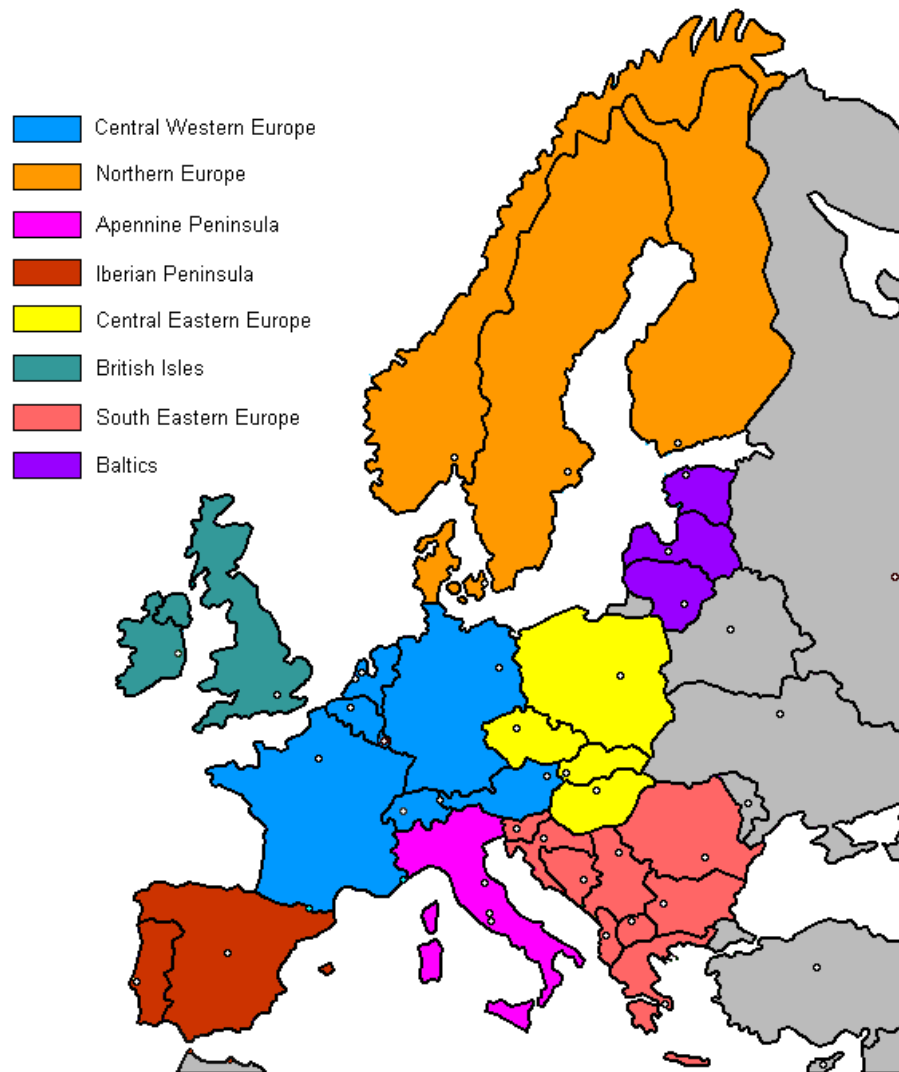 Central Western Europe
Northern Europe
Apennine Peninsula
Iberian Peninsula
Central Eastern Europe
British Isles
South Eastern Europe
Baltics